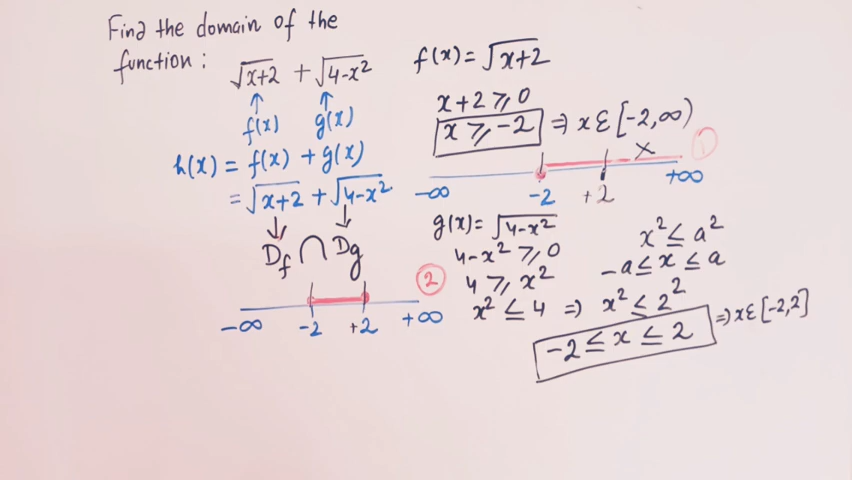 Find the domain of the
function : √x+2 + √4-x²
f(x) g(x)
h(x) = f(x) + g(x)
= √x+2 + √4-x²
Df ∩ Dg
②
-∞ -2 +2 +∞
f(x) = √x+2
x+2 ≥ 0
x ≥ -2 ⇒ x ε [-2, ∞)
①
x
-∞ -2 +2 +∞
g(x) = √4-x²
4-x² ≥ 0
4 ≥ x²
x² ≤ 4 ⇒ x² ≤ 2²
x² ≤ a²
-a ≤ x ≤ a
-2 ≤ x ≤ 2 ⇒ x ε [-2, 2]